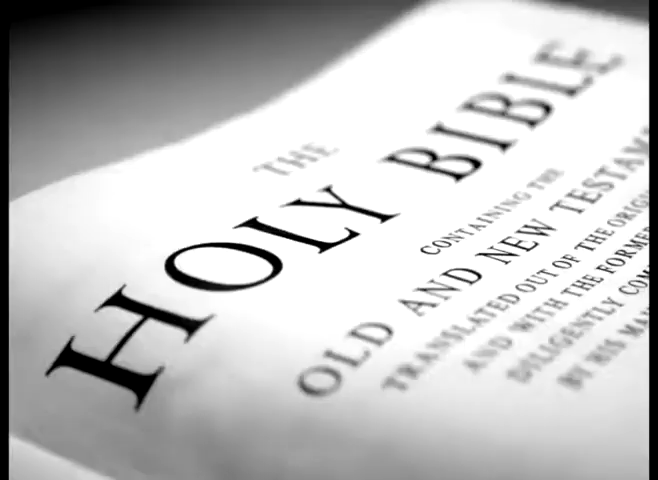 THE
HOLY BIBLE
CONTAINING THE
OLD AND NEW TESTAM
TRANSLATED OUT OF THE ORIGI
AND WITH THE FORMER
DILIGENTLY COM
BY HIS MA